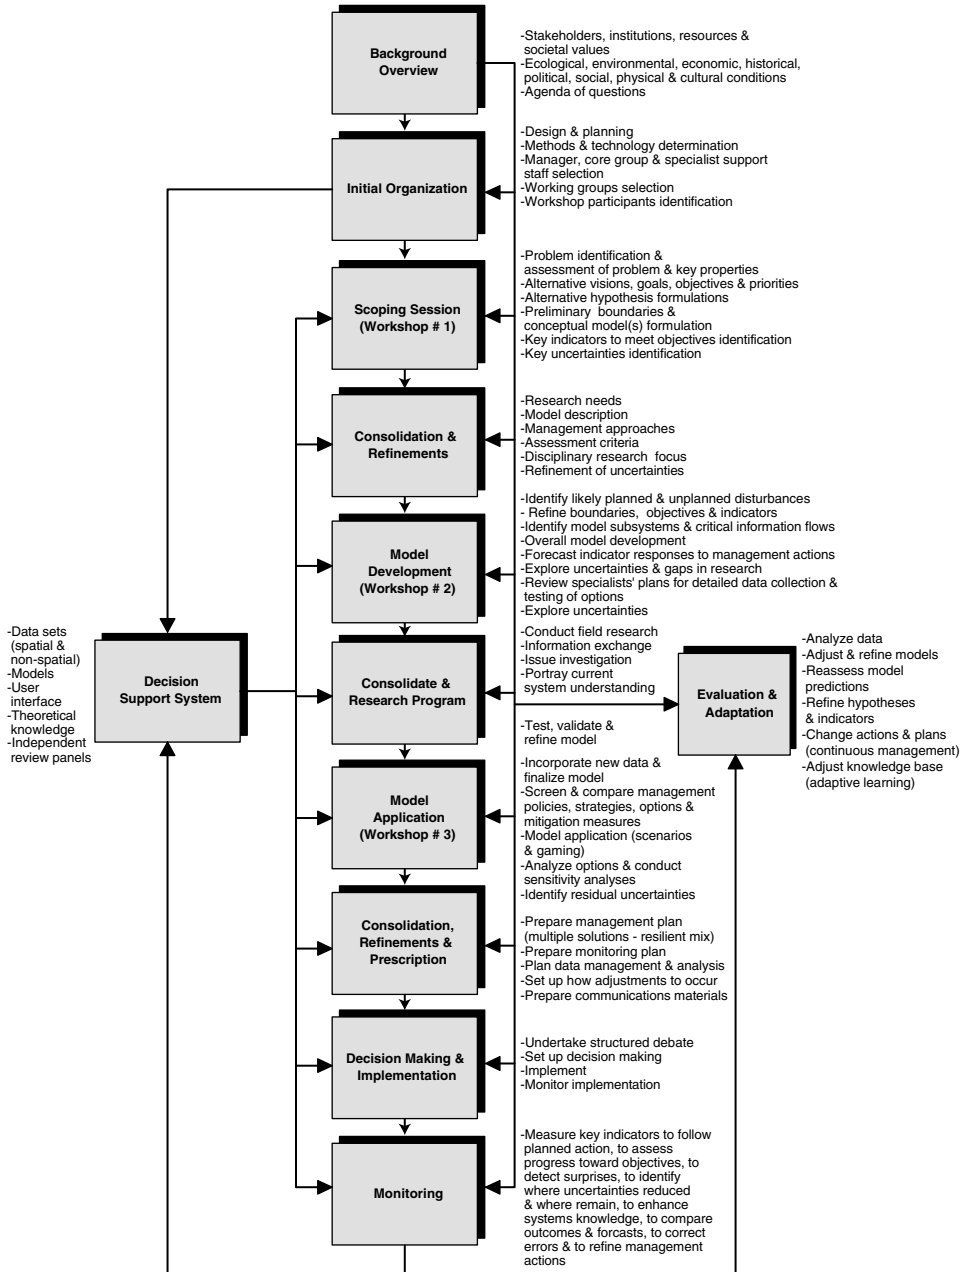 Background
Overview
-Stakeholders, institutions, resources &
societal values
-Ecological, environmental, economic, historical,
political, social, physical & cultural conditions
-Agenda of questions
Initial Organization
-Design & planning
-Methods & technology determination
-Manager, core group & specialist support
staff selection
-Working groups selection
-Workshop participants identification
Scoping Session
(Workshop # 1)
-Problem identification &
assessment of problem & key properties
-Alternative visions, goals, objectives & priorities
-Alternative hypothesis formulations
-Preliminary boundaries &
conceptual model(s) formulation
-Key indicators to meet objectives identification
-Key uncertainties identification
Consolidation &
Refinements
-Research needs
-Model description
-Management approaches
-Assessment criteria
-Disciplinary research focus
-Refinement of uncertainties
Model
Development
(Workshop # 2)
-Identify likely planned & unplanned disturbances
- Refine boundaries, objectives & indicators
-Identify model subsystems & critical information flows
-Overall model development
-Forecast indicator responses to management actions
-Explore uncertainties & gaps in research
-Review specialists' plans for detailed data collection &
testing of options
-Explore uncertainties
-Data sets
(spatial &
non-spatial)
-Models
-User
interface
-Theoretical
knowledge
-Independent
review panels
Decision
Support System
Consolidate &
Research Program
-Conduct field research
-Information exchange
-Issue investigation
-Portray current
system understanding
-Test, validate &
refine model
Evaluation &
Adaptation
-Analyze data
-Adjust & refine models
-Reassess model
predictions
-Refine hypotheses
& indicators
-Change actions & plans
(continuous management)
-Adjust knowledge base
(adaptive learning)
Model
Application
(Workshop # 3)
-Incorporate new data &
finalize model
-Screen & compare management
policies, strategies, options &
mitigation measures
-Model application (scenarios
& gaming)
-Analyze options & conduct
sensitivity analyses
-Identify residual uncertainties
Consolidation,
Refinements &
Prescription
-Prepare management plan
(multiple solutions - resilient mix)
-Prepare monitoring plan
-Plan data management & analysis
-Set up how adjustments to occur
-Prepare communications materials
Decision Making &
Implementation
-Undertake structured debate
-Set up decision making
-Implement
-Monitor implementation
Monitoring
-Measure key indicators to follow
planned action, to assess
progress toward objectives, to
detect surprises, to identify
where uncertainties reduced
& where remain, to enhance
systems knowledge, to compare
outcomes & forcasts, to correct
errors & to refine management
actions